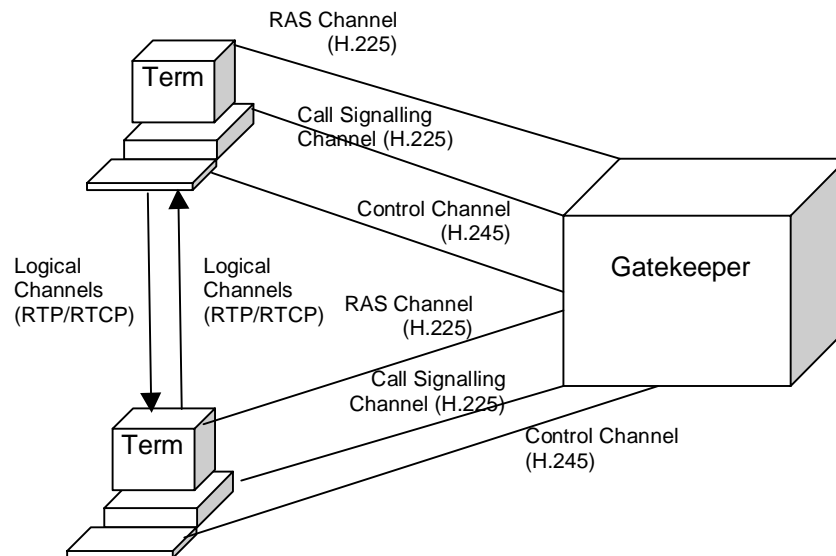 RAS Channel
(H.225)
Term
Call Signalling
Channel (H.225)
Control Channel
(H.245)
Gatekeeper
Logical
Channels
(RTP/RTCP)
Logical
Channels
(RTP/RTCP)
RAS Channel
(H.225)
Call Signalling
Channel (H.225)
Term
Control Channel
(H.245)